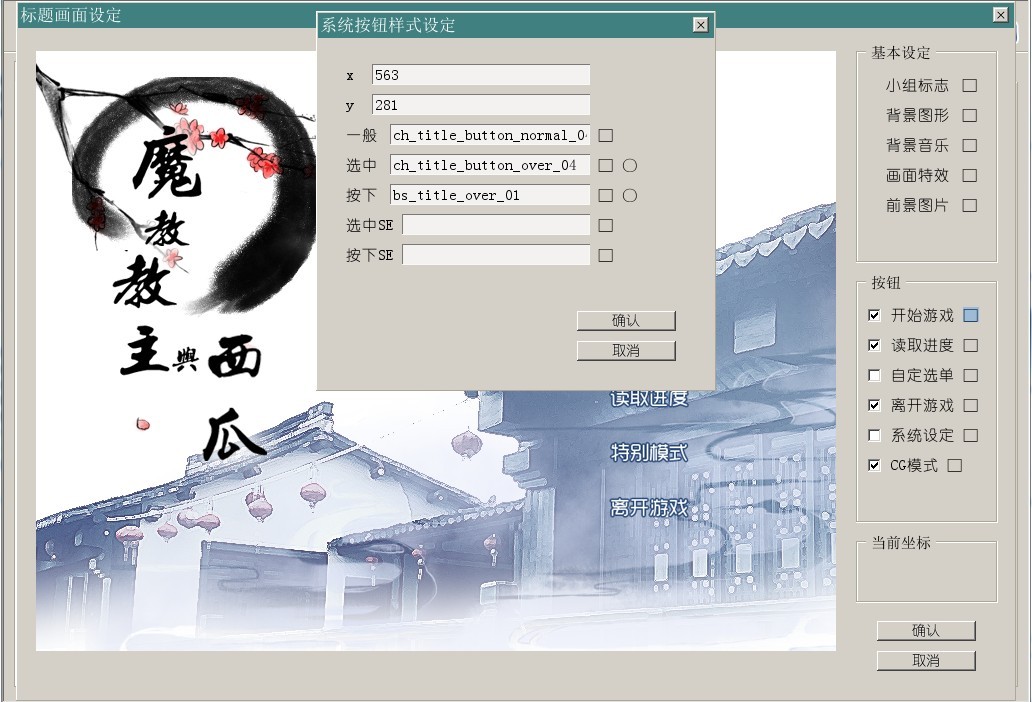 标题画面设定
系统按钮样式设定
x 563
y 281
一般 ch_title_button_normal_0
选中 ch_title_button_over_04
按下 bs_title_over_01
选中SE
按下SE
确认
取消
魔
教
教
主 與 西
瓜
读取进度
特别模式
离开游戏
基本设定
小组标志
背景图形
背景音乐
画面特效
前景图片
按钮
开始游戏
读取进度
自定选单
离开游戏
系统设定
CG模式
当前坐标
确认
取消